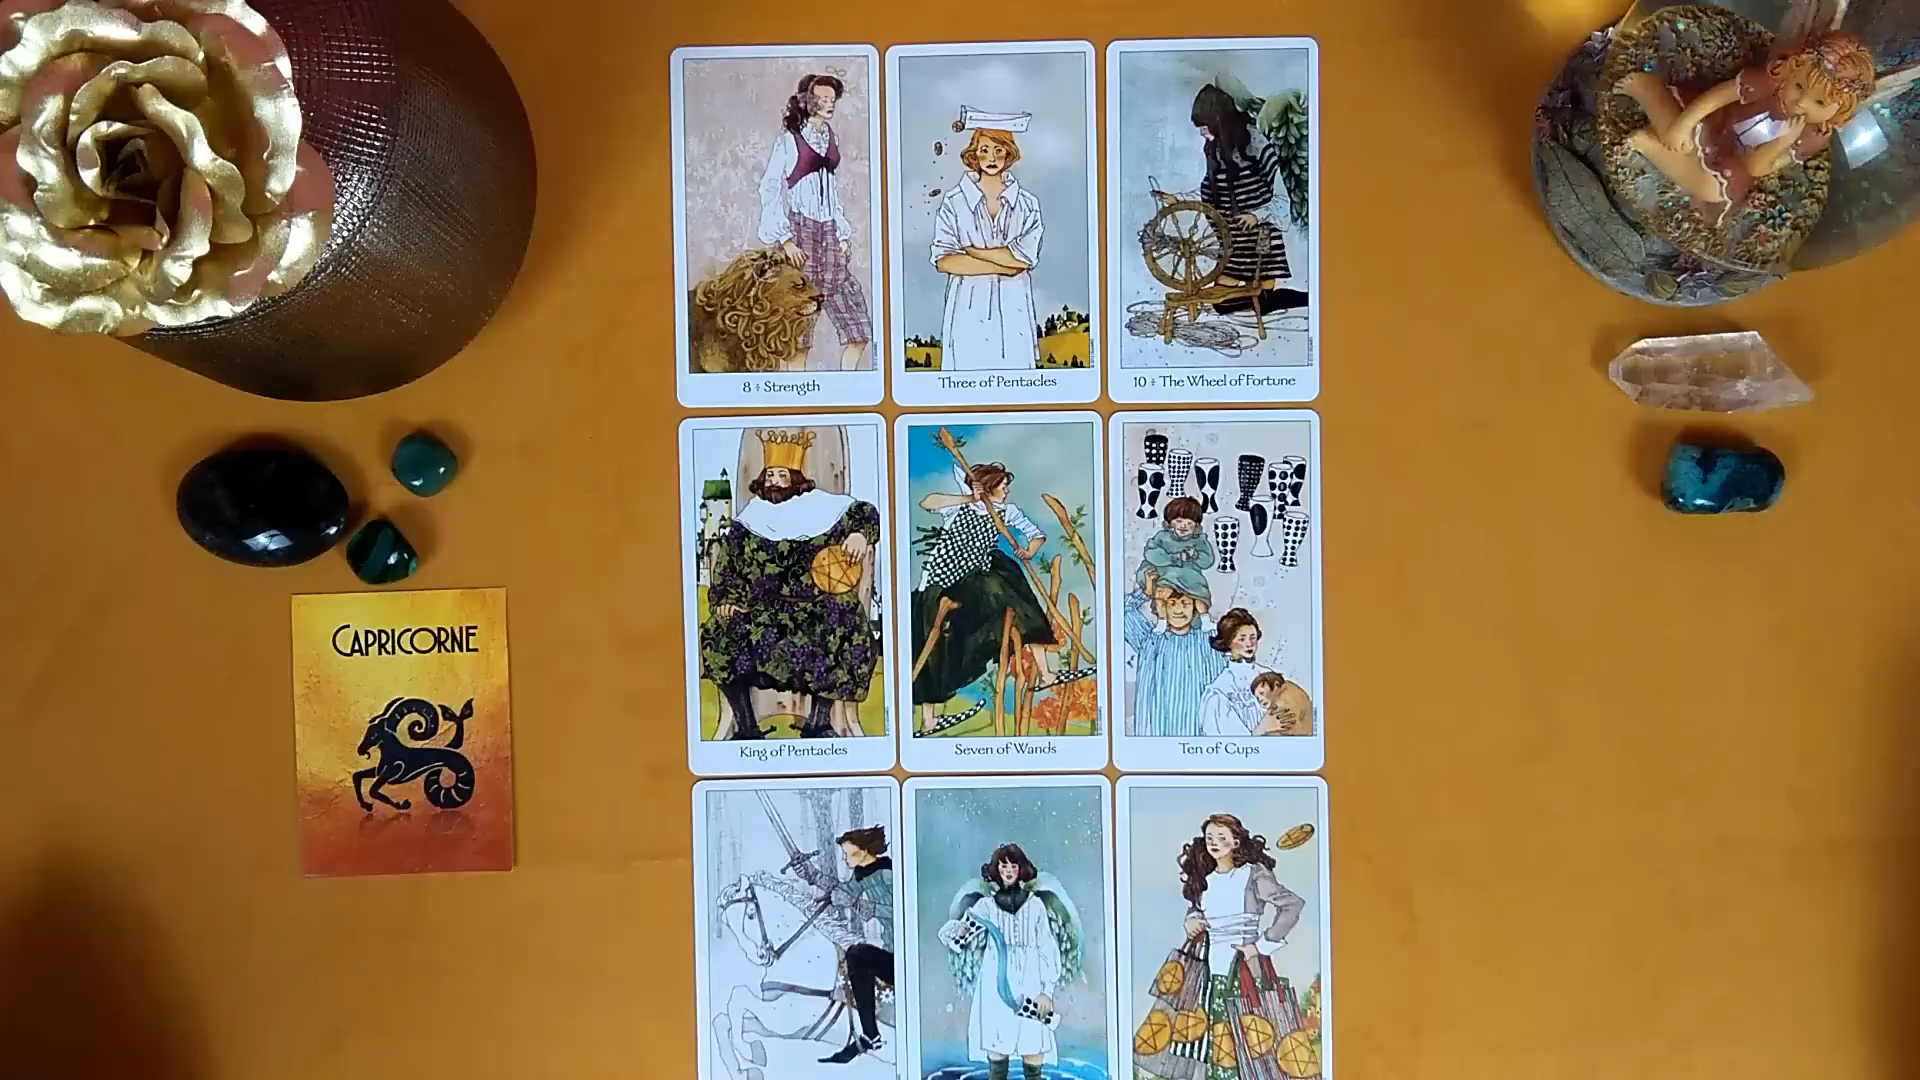 8 ÷ Strength
Three of Pentacles
10 ÷ The Wheel of Fortune
King of Pentacles
Seven of Wands
Ten of Cups
CAPRICORNE